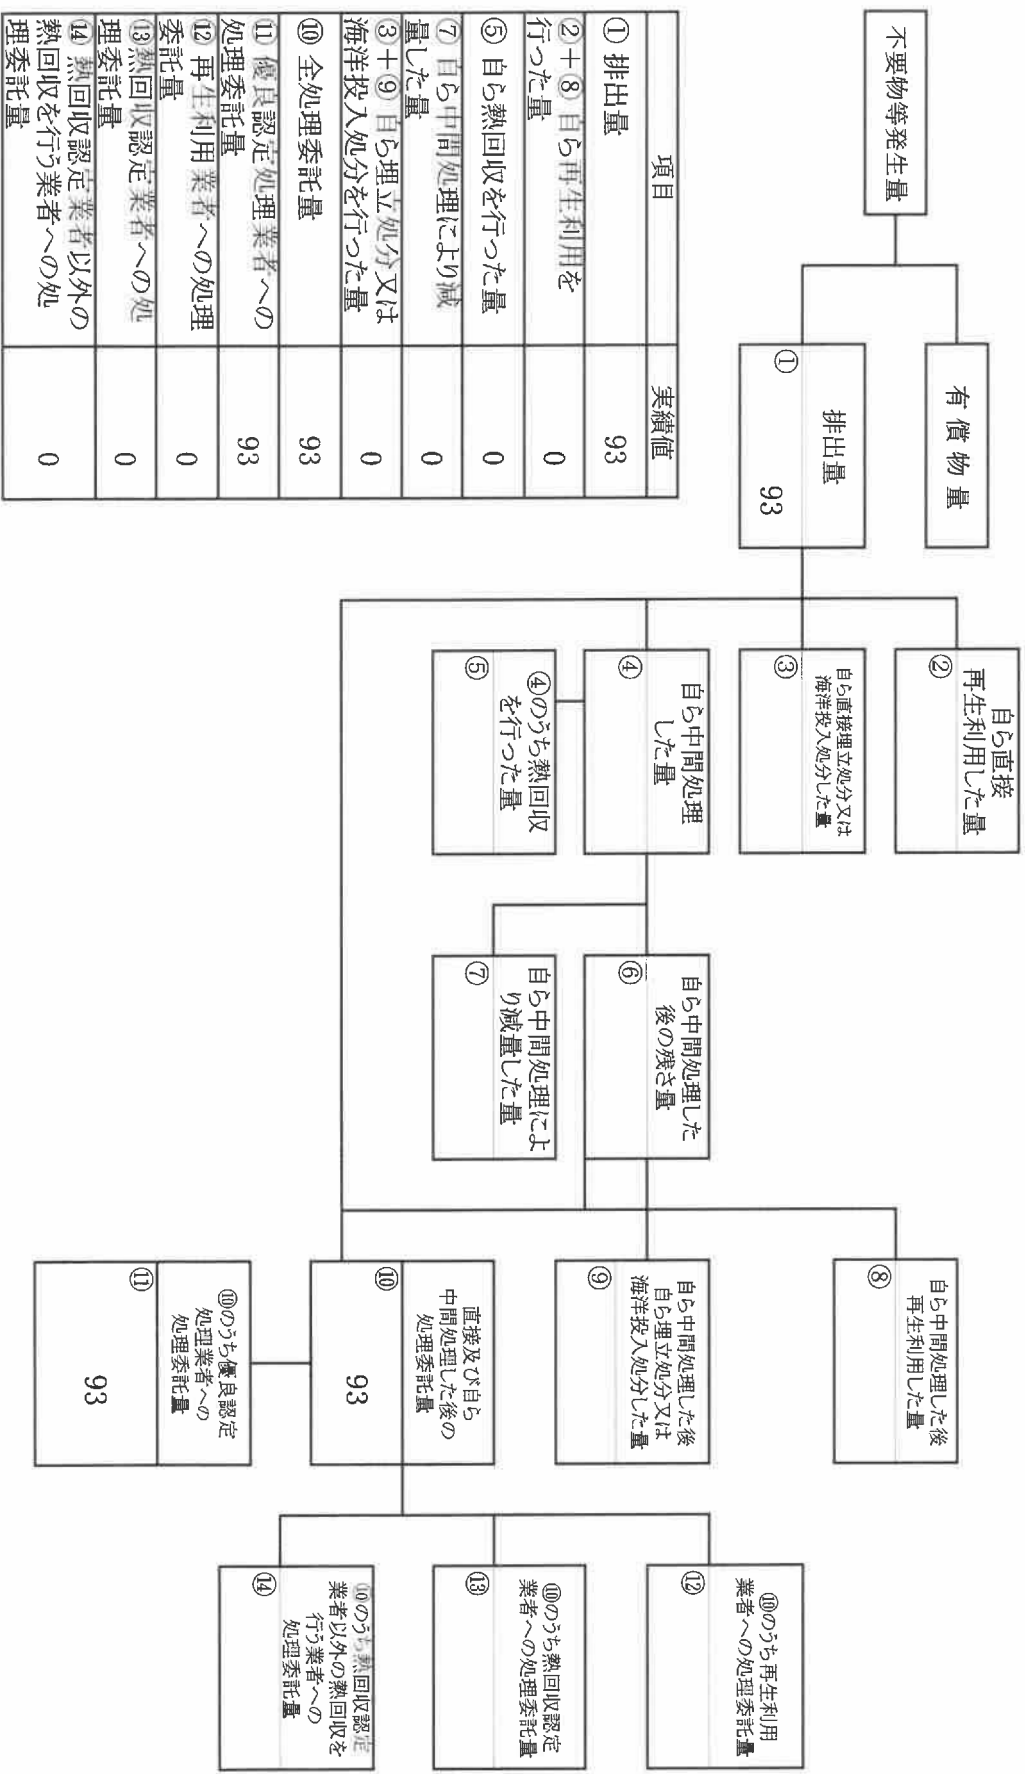 不要物等発生量
有償物量
①
排出量
93
自ら直接
再生利用した量
②
自ら直接埋立処分又は
海洋投入処分した量
③
自ら中間処理
した量
④
④のうち熱回収
を行った量
⑤
自ら中間処理した
後の残さ量
⑥
自ら中間処理によ
り減量した量
⑦
自ら中間処理した後
再生利用した量
⑧
自ら中間処理した後
自ら埋立処分又は
海洋投入処分した量
⑨
直接及び自ら
中間処理した後の
処理委託量
⑩
93
⑩のうち優良認定
処理業者への
処理委託量
⑪
93
⑩のうち再生利用
業者への処理委託量
⑫
⑩のうち熱回収認定
業者への処理委託量
⑬
⑩のうち熱回収認定
業者以外の熱回収を
行う業者への
処理委託量
⑭
項目 実績値
①排出量 93
②+⑧自ら再生利用を
行った量 0
⑤自ら熱回収を行った量 0
⑦自ら中間処理により減
量した量 0
③+⑨自ら埋立処分又は
海洋投入処分を行った量 0
⑩全処理委託量 93
⑪優良認定処理業者への
処理委託量 93
⑫再生利用業者への処理
委託量 0
⑬熱回収認定業者への処
理委託量 0
⑭熱回収認定業者以外の
熱回収を行う業者への処
理委託量 0